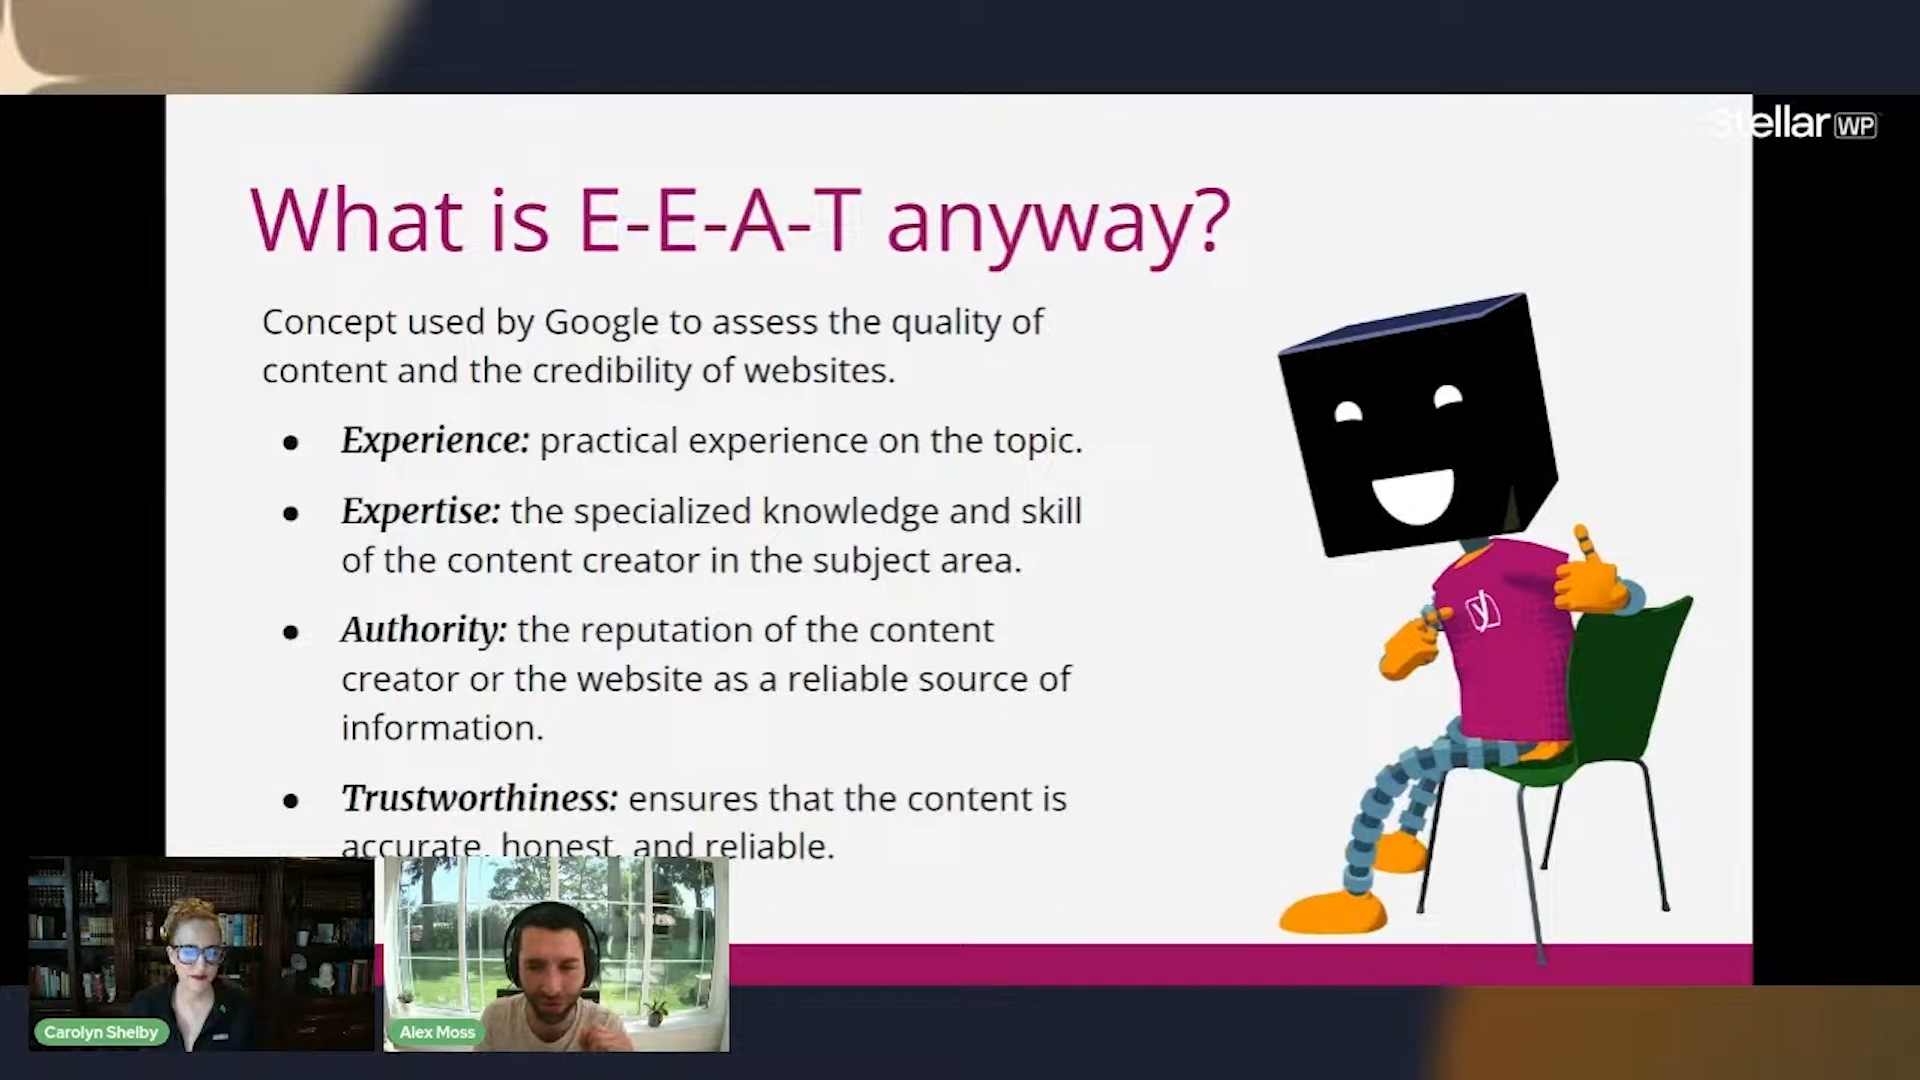 Stellar WP
What is E-E-A-T anyway?
Concept used by Google to assess the quality of
content and the credibility of websites.
● Experience: practical experience on the topic.
● Expertise: the specialized knowledge and skill
of the content creator in the subject area.
● Authority: the reputation of the content
creator or the website as a reliable source of
information.
● Trustworthiness: ensures that the content is
accurate, honest, and reliable.
y
Carolyn Shelby
Alex Moss